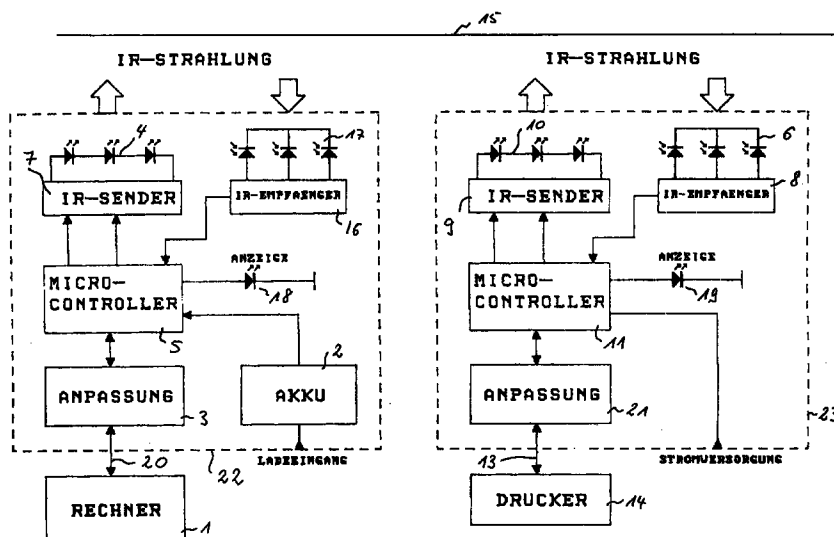 15
IR-STRAHLUNG
IR-STRAHLUNG
4
17
10
6
7
IR-SENDER
IR-EMPFAENGER
16
9
IR-SENDER
IR-EMPFAENGER
8
MICRO-
CONTROLLER
5
ANZEIGE
18
MICRO-
CONTROLLER
11
ANZEIGE
19
ANPASSUNG
3
2
AKKU
ANPASSUNG
21
23
20
22
LADEEINGANG
13
STROMVERSORGUNG
RECHNER
1
DRUCKER
14